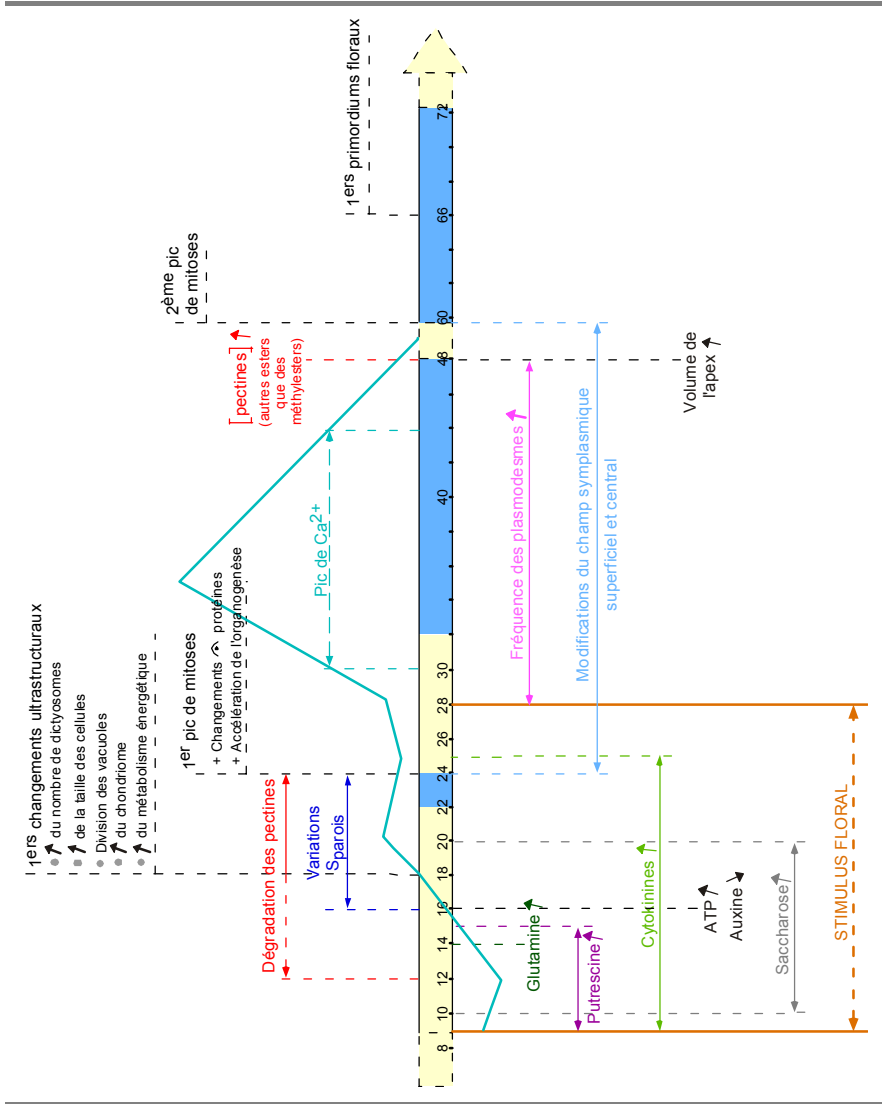 1ers changements ultrastructuraux
du nombre de dictyosomes
de la taille des cellules
Division des vacuoles
du chondriome
du métabolisme énergétique
1er pic de mitoses
+ Changements protéines
+ Accélération de l'organogenèse
2ème pic
de mitoses
1ers primordiums floraux
[pectines]
(autres esters
que des
méthylesters)
Pic de Ca2+
Dégradation des pectines
Variations
Sparois
8 10 12 14 16 18 20 22 24 26 28 30 40 48 60 66 72
Fréquence des plasmodesmes
Modifications du champ symplasmique
superficiel et central
Volume de
l'apex
Glutamine
Putrescine
Cytokinines
ATP
Auxine
Saccharose
STIMULUS FLORAL